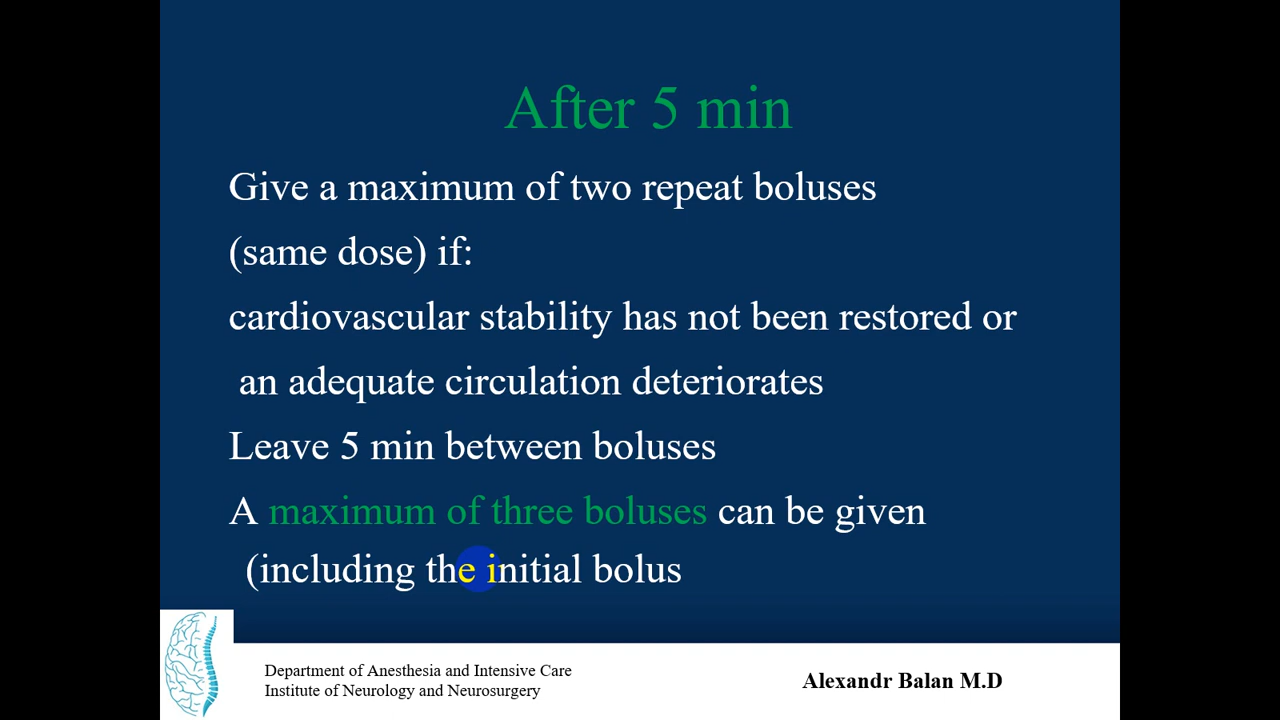 After 5 min
Give a maximum of two repeat boluses
(same dose) if:
cardiovascular stability has not been restored or
an adequate circulation deteriorates
Leave 5 min between boluses
A maximum of three boluses can be given
(including the initial bolus
Department of Anesthesia and Intensive Care
Institute of Neurology and Neurosurgery
Alexandr Balan M.D